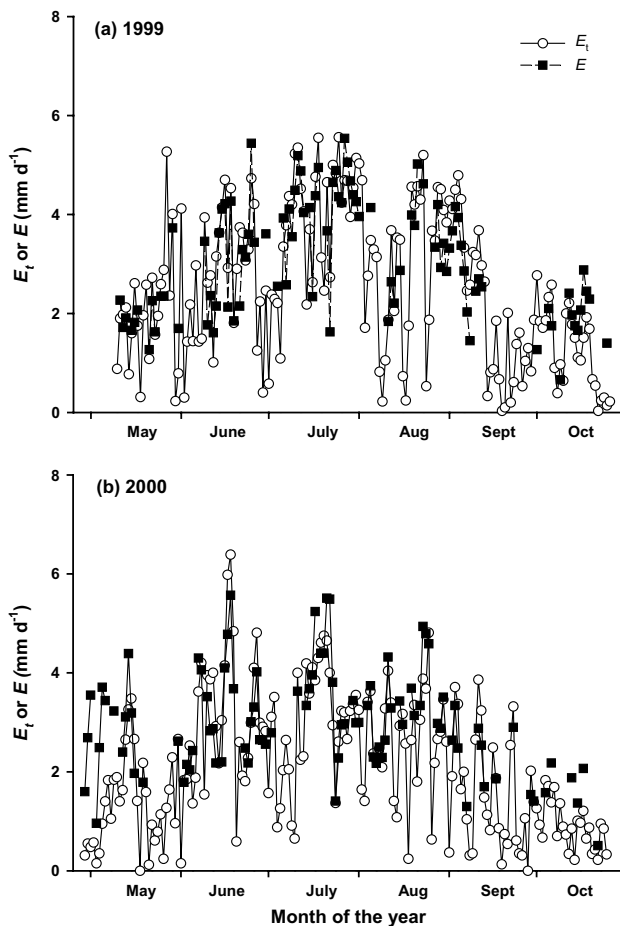 (a) 1999
Et
E
8
6
4
2
0
Et or E (mm d-1)
May June July Aug Sept Oct
(b) 2000
8
6
4
2
0
Et or E (mm d-1)
May June July Aug Sept Oct
Month of the year